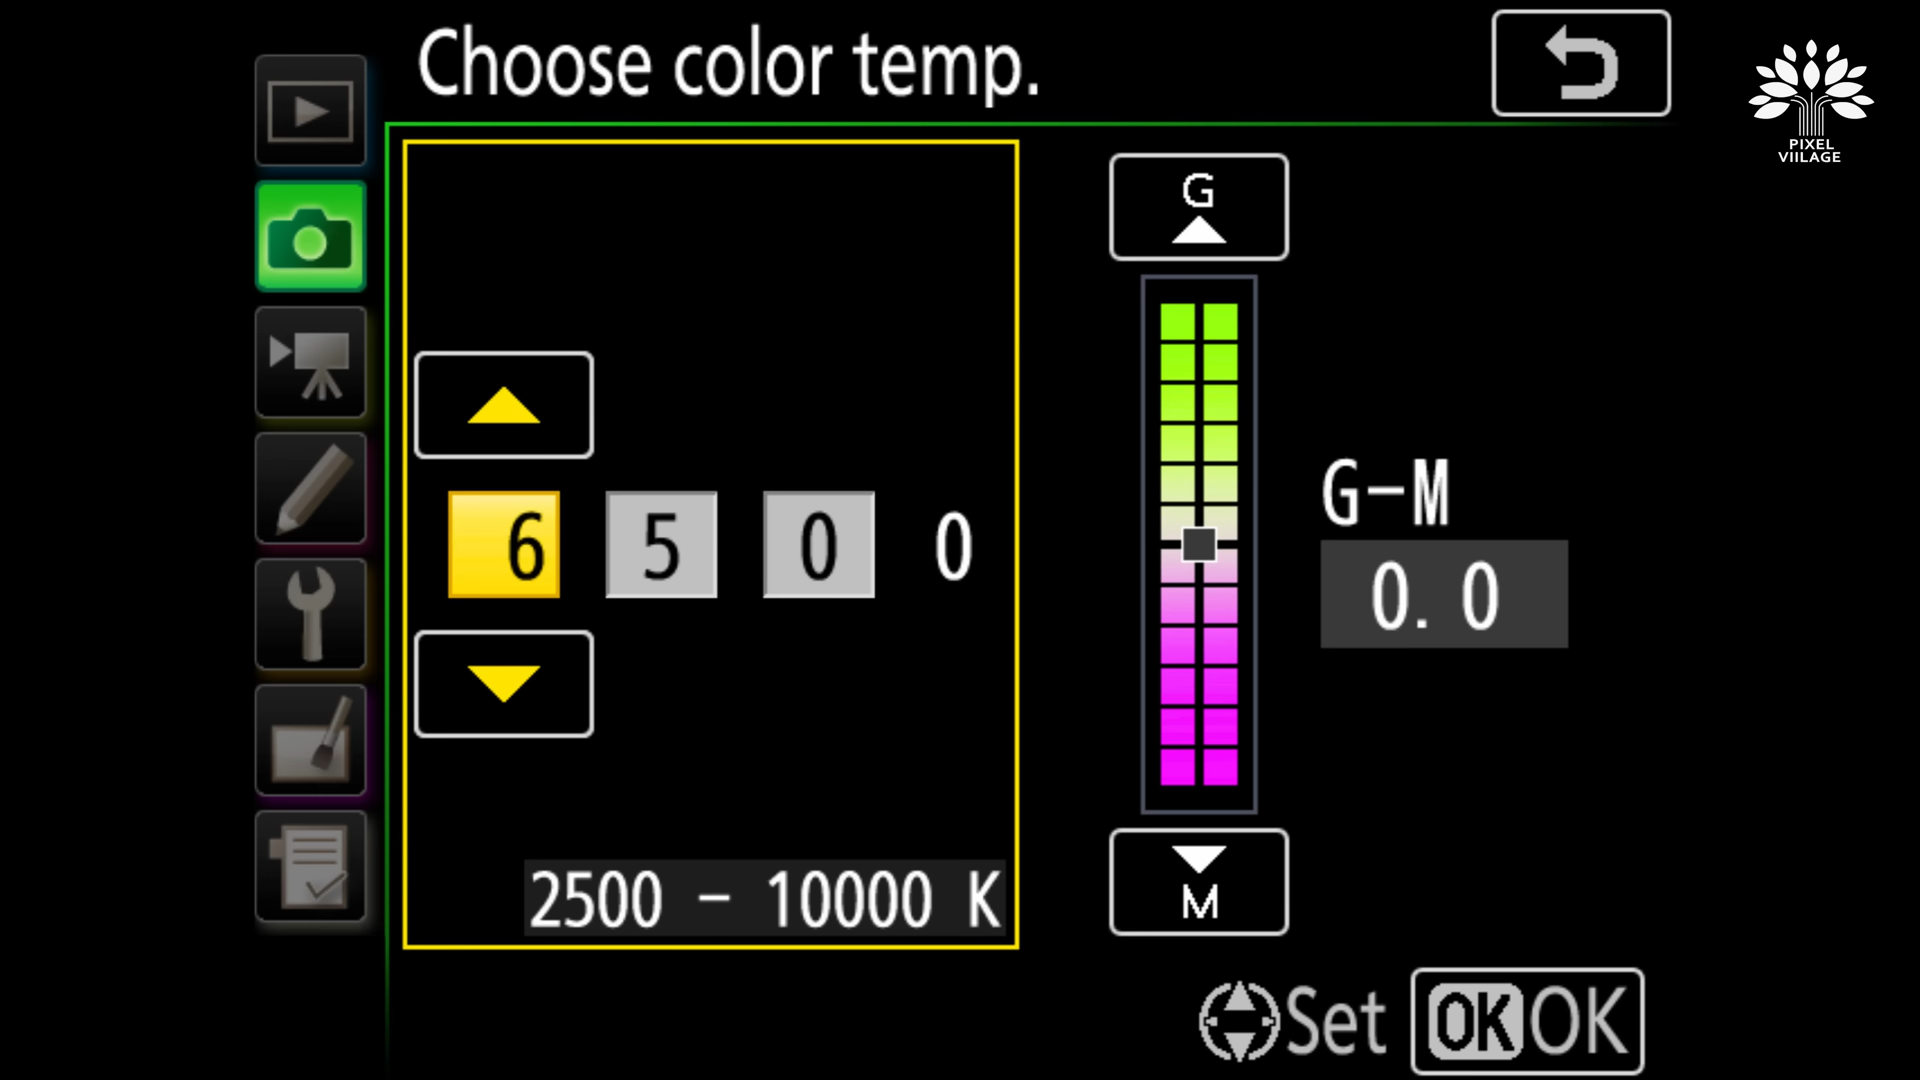 Choose color temp.
PIXEL
VIILAGE
G
6 5 0 0
G-M
0.0
2500 - 10000 K
M
Set OK OK